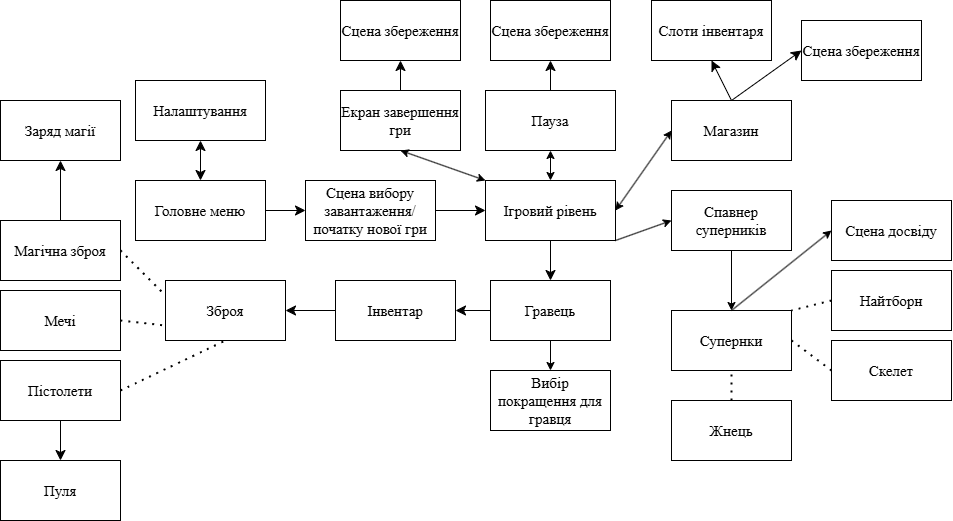 Сцена збереження
Сцена збереження
Слоти інвентаря
Сцена збереження
Заряд магії
Налаштування
Екран завершення
гри
Пауза
Магазин
Головне меню
Сцена вибору
завантаження/
початку нової гри
Ігровий рівень
Спавнер
суперників
Сцена досвіду
Магічна зброя
Мечі
Зброя
Інвентар
Гравець
Супернки
Найтборн
Пістолети
Вибір
покращення для
гравця
Скелет
Жнець
Пуля